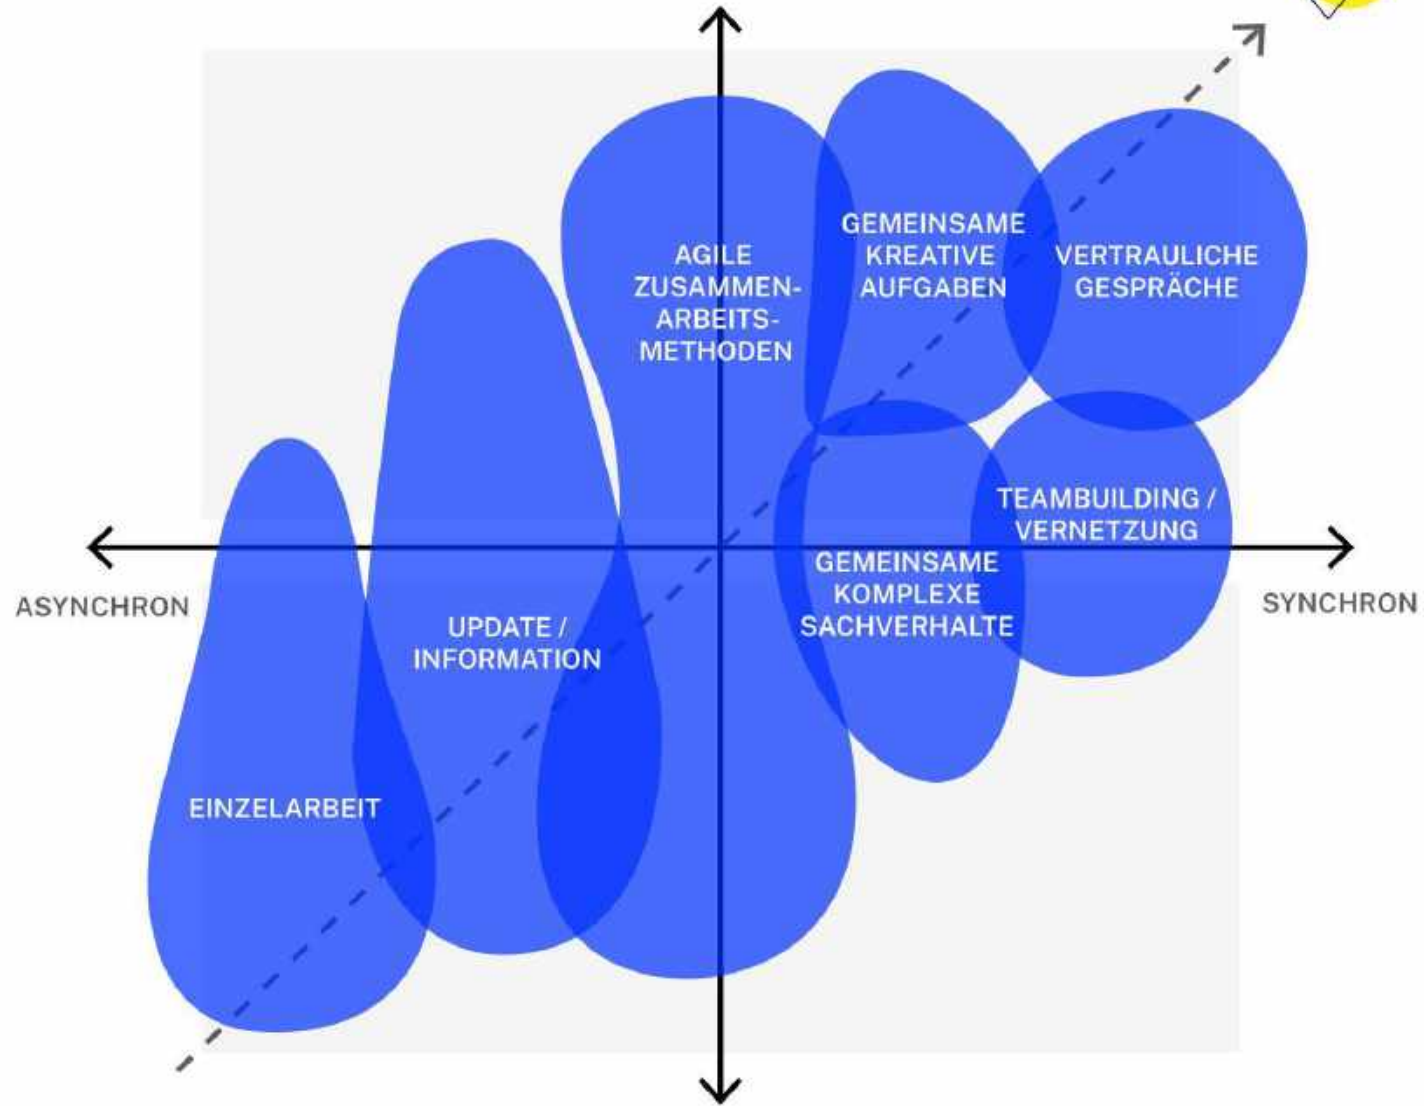 GEMEINSAME
KREATIVE
AUFGABEN
AGILE
ZUSAMMEN-
ARBEITS-
METHODEN
VERTRAULICHE
GESPRÄCHE
TEAMBUILDING /
VERNETZUNG
GEMEINSAME
KOMPLEXE
SACHVERHALTE
ASYNCHRON
SYNCHRON
UPDATE /
INFORMATION
EINZELARBEIT